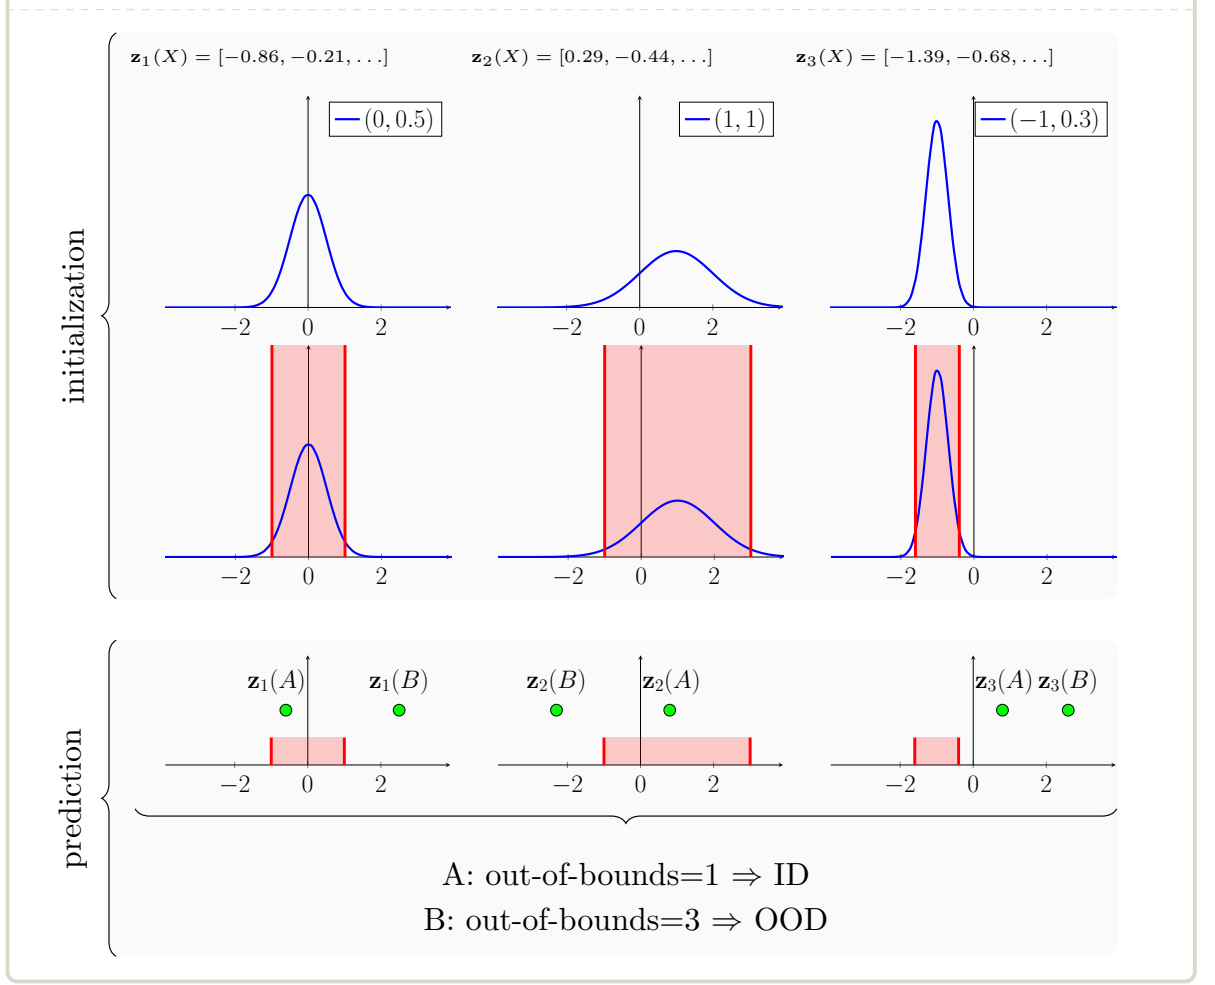 z₁(X) = [−0.86, −0.21, …] z₂(X) = [0.29, −0.44, …] z₃(X) = [−1.39, −0.68, …]
(0, 0.5) (1, 1) (−1, 0.3)
initialization
−2 0 2 −2 0 2 −2 0 2
−2 0 2 −2 0 2 −2 0 2
prediction
z₁(A) z₁(B) z₂(B) z₂(A) z₃(A) z₃(B)
−2 0 2 −2 0 2 −2 0 2
A: out-of-bounds=1 ⇒ ID
B: out-of-bounds=3 ⇒ OOD